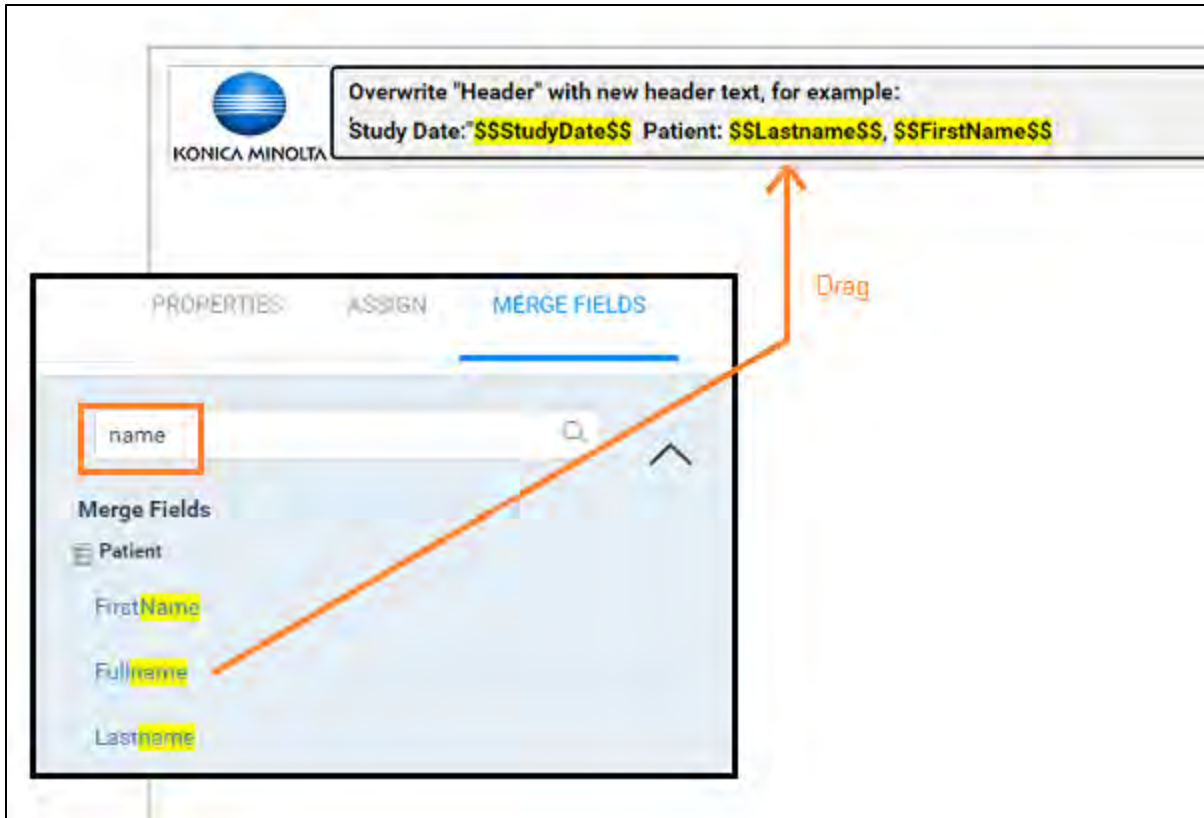 Overwrite "Header" with new header text, for example:
Study Date:"$$StudyDate$$ Patient: $$Lastname$$, $$FirstName$$
KONICA MINOLTA
Drag
PROPERTIES ASSIGN MERGE FIELDS
name
Merge Fields
Patient
FirstName
Fullname
Lastname